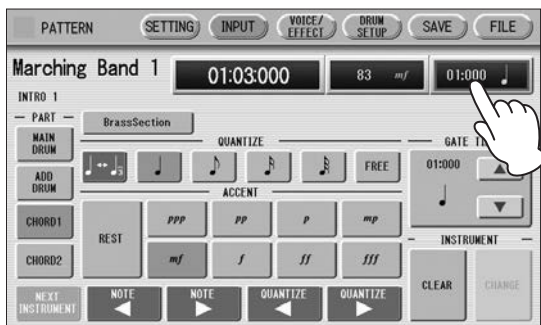 PATTERN SETTING INPUT VOICE/EFFECT DRUM SETUP SAVE FILE
Marching Band 1 01:03:000 83 mf 01:000
INTRO 1
PART
BrassSection
QUANTIZE
GATE
MAIN DRUM
FREE
01:000
ADD DRUM
ACCENT
CHORD1
REST
ppp pp p mp
INSTRUMENT
CHORD2
mf f ff fff
CLEAR CHANGE
NEXT INSTRUMENT
NOTE NOTE QUANTIZE QUANTIZE